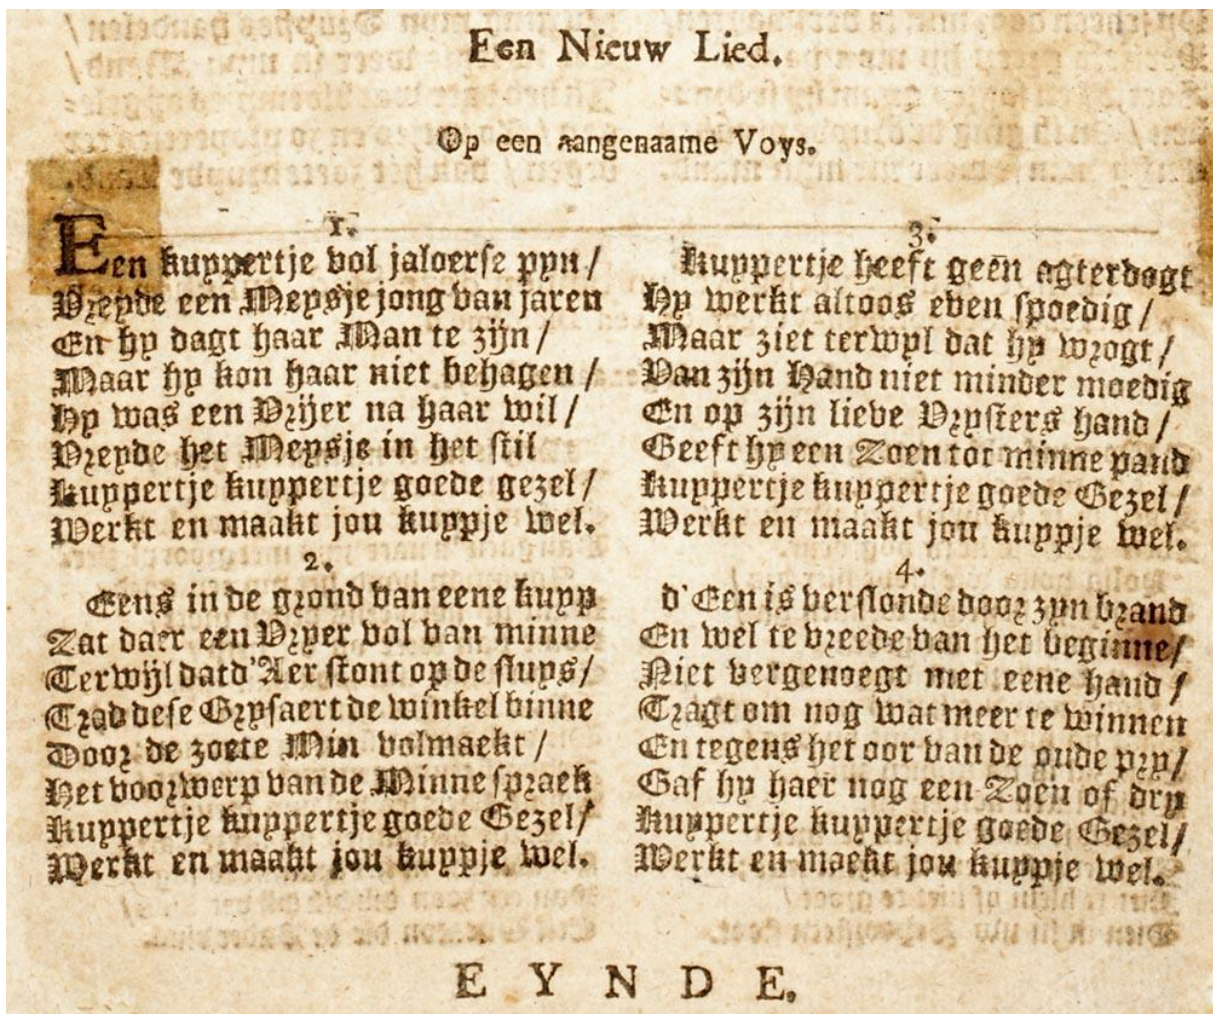 Een Nieuw Lied.
Op een aangenaame Voys.
1.
Een kuypertje vol jaloerse pyn /
Vreyde een Meysje jong van jaren
En hy dagt haar Man te zijn /
Maar hy kon haar niet behagen /
Hy was een Vrijer na haar wil /
Vreyde het Meysje in het stil
Kuypertje kuypertje goede gezel /
Werkt en maakt jou kuypje wel.
2.
Eens in de grond van eene kuyp
Zat daer een Vryer vol van minne
Terwijl dat d'Aer stont op de sluys /
Trad dese Grysaert de winkel binne
Door de zoete Min volmaekt /
Het voorwerp van de Minne spraek
Kuypertje kuypertje goede Gezel /
Werkt en maakt jou kuypje wel.
3.
Kuypertje heeft geēn agterdogt
Hy werkt altoos even spoedig /
Maar ziet terwyl dat hy wrogt /
Van zijn Hand niet minder moedig
En op zijn lieve Vrysters hand /
Geeft hy een Zoen tot minne pand
Kuypertje kuypertje goede Gezel /
Werkt en maakt jou kuypje wel.
4.
d'Een is verslonde door zyn brand
En wel te vreede van het beginne /
Niet vergenoegt met eene hand /
Tragt om nog wat meer te winnen
En tegens het oor van de oude pry /
Gaf hy haer nog een Zoen of dry
Kuypertje kuypertje goede Gezel /
Werkt en maekt jou kuypje wel.
EYNDE.